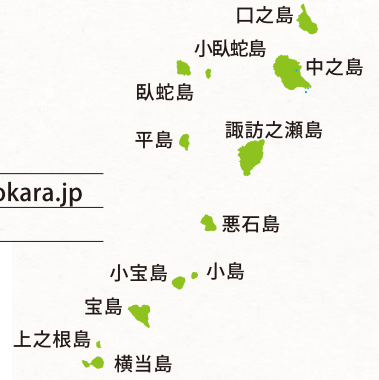 口之島
小臥蛇島
中之島
臥蛇島
諏訪之瀬島
平島
okara.jp
悪石島
小宝島
小島
宝島
上之根島
横当島